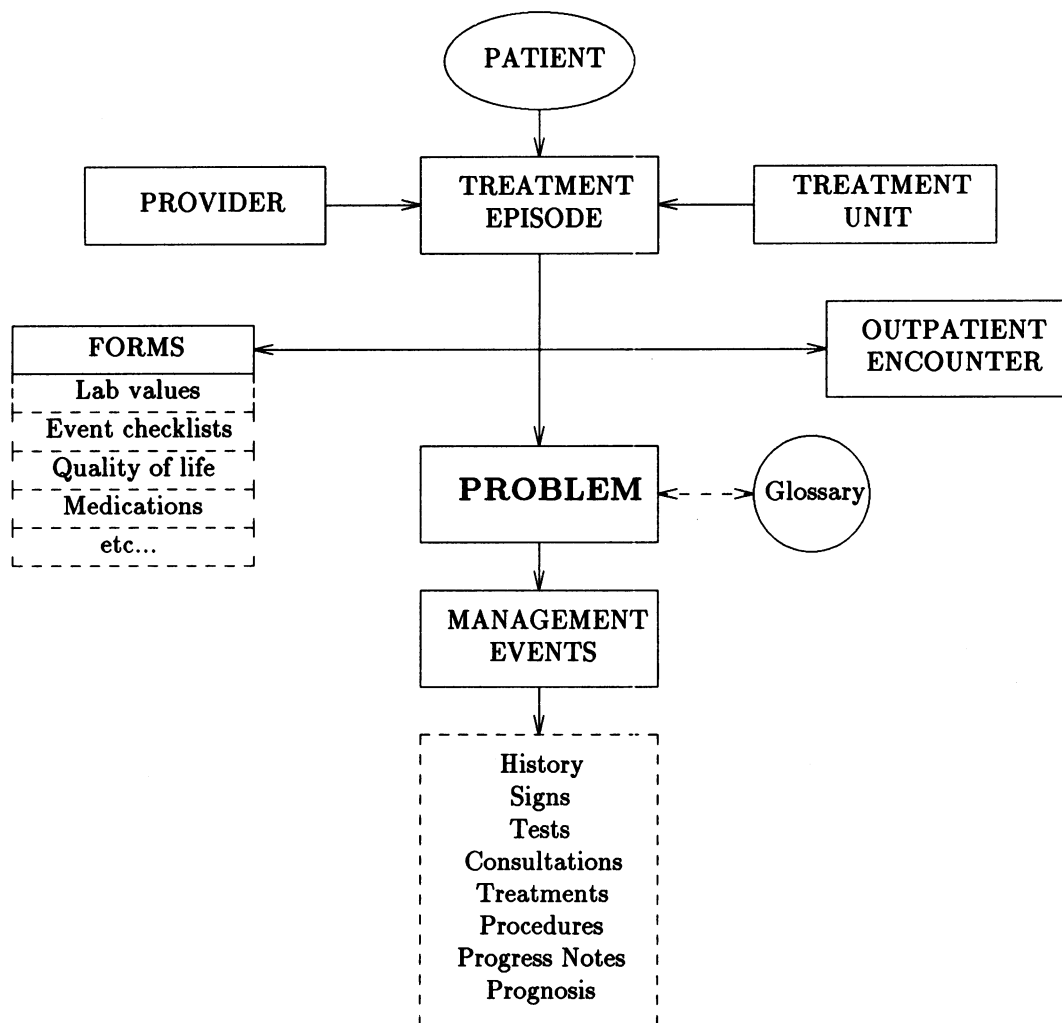 PATIENT
PROVIDER
TREATMENT
EPISODE
TREATMENT
UNIT
FORMS
Lab values
Event checklists
Quality of life
Medications
etc...
OUTPATIENT
ENCOUNTER
PROBLEM
Glossary
MANAGEMENT
EVENTS
History
Signs
Tests
Consultations
Treatments
Procedures
Progress Notes
Prognosis